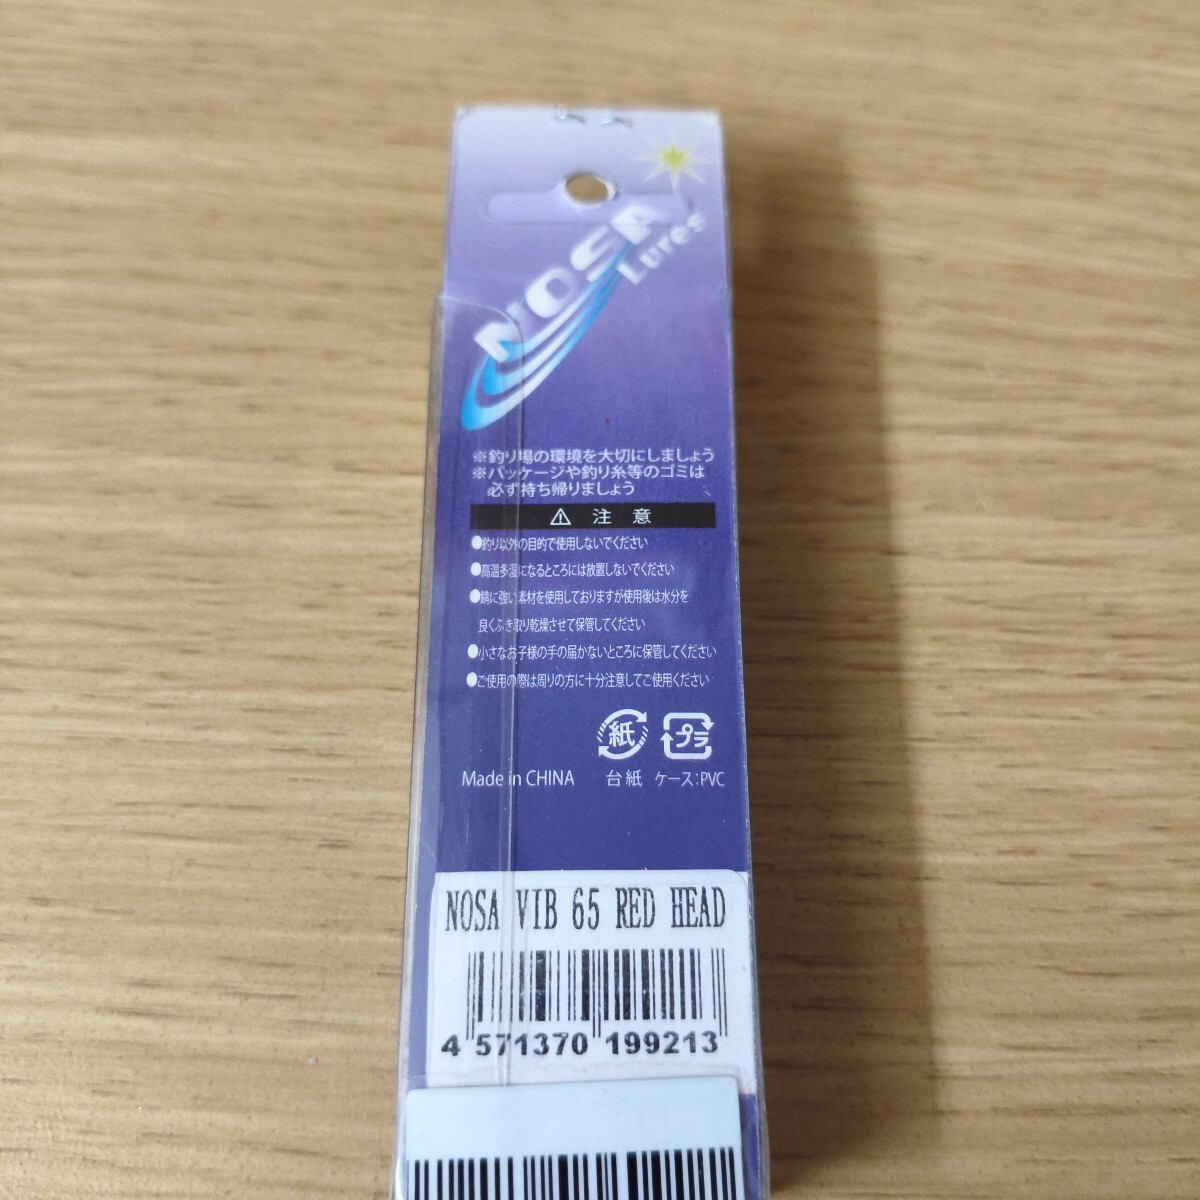 NOSA
Lures
※釣り場の環境を大切にしましょう
※パッケージや釣り糸等のゴミは
必ず持ち帰りましょう
⚠ 注 意
●釣り以外の目的で使用しないでください
●高温多湿になるところには放置しないでください
●錆に強い素材を使用しておりますが使用後は水分を
良くふき取り乾燥させて保管してください
●小さなお子様の手の届かないところに保管してください
●ご使用の際は周りの方に十分注意してご使用ください
紙 プラ
Made in CHINA 台紙 ケース:PVC
NOSA VIB 65 RED HEAD
4 571370 199213